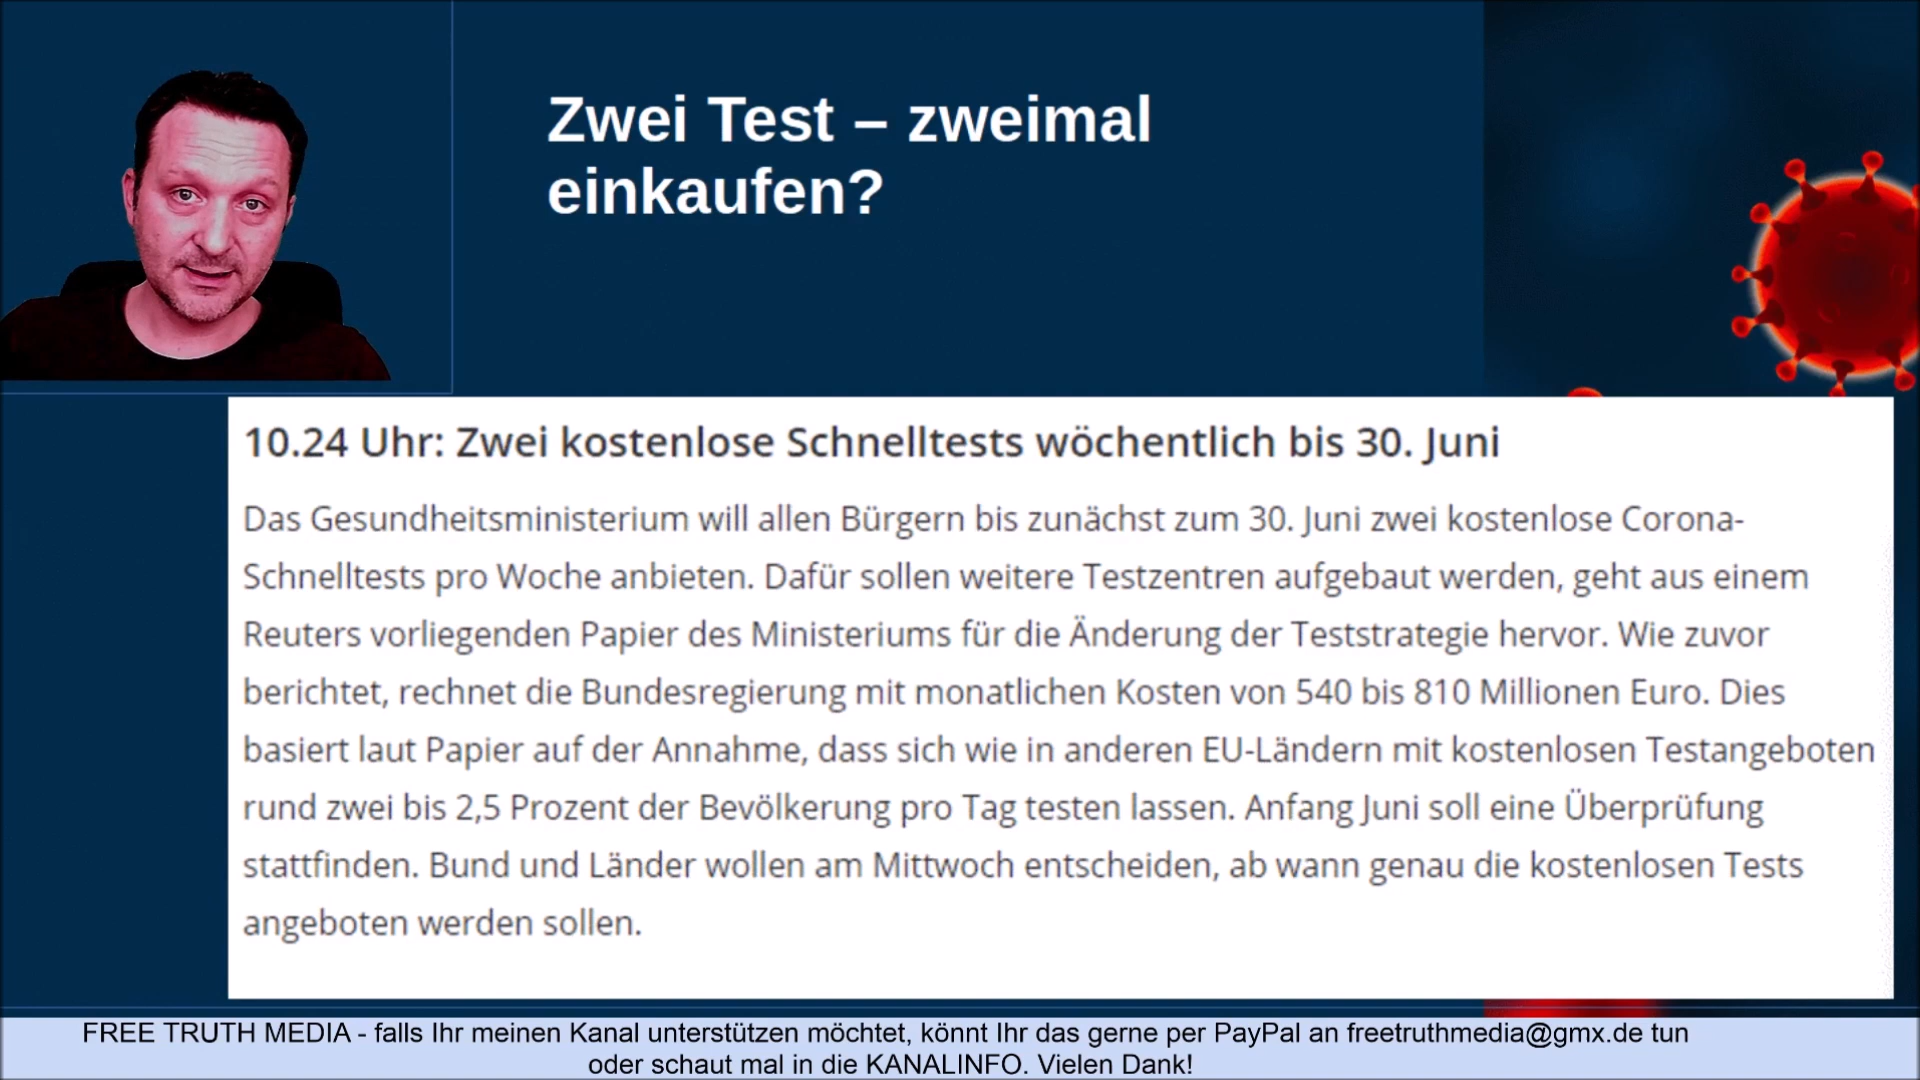 Zwei Test – zweimal
einkaufen?
10.24 Uhr: Zwei kostenlose Schnelltests wöchentlich bis 30. Juni
Das Gesundheitsministerium will allen Bürgern bis zunächst zum 30. Juni zwei kostenlose Corona-
Schnelltests pro Woche anbieten. Dafür sollen weitere Testzentren aufgebaut werden, geht aus einem
Reuters vorliegenden Papier des Ministeriums für die Änderung der Teststrategie hervor. Wie zuvor
berichtet, rechnet die Bundesregierung mit monatlichen Kosten von 540 bis 810 Millionen Euro. Dies
basiert laut Papier auf der Annahme, dass sich wie in anderen EU-Ländern mit kostenlosen Testangeboten
rund zwei bis 2,5 Prozent der Bevölkerung pro Tag testen lassen. Anfang Juni soll eine Überprüfung
stattfinden. Bund und Länder wollen am Mittwoch entscheiden, ab wann genau die kostenlosen Tests
angeboten werden sollen.
FREE TRUTH MEDIA - falls Ihr meinen Kanal unterstützen möchtet, könnt Ihr das gerne per PayPal an freetruthmedia@gmx.de tun
oder schaut mal in die KANALINFO. Vielen Dank!